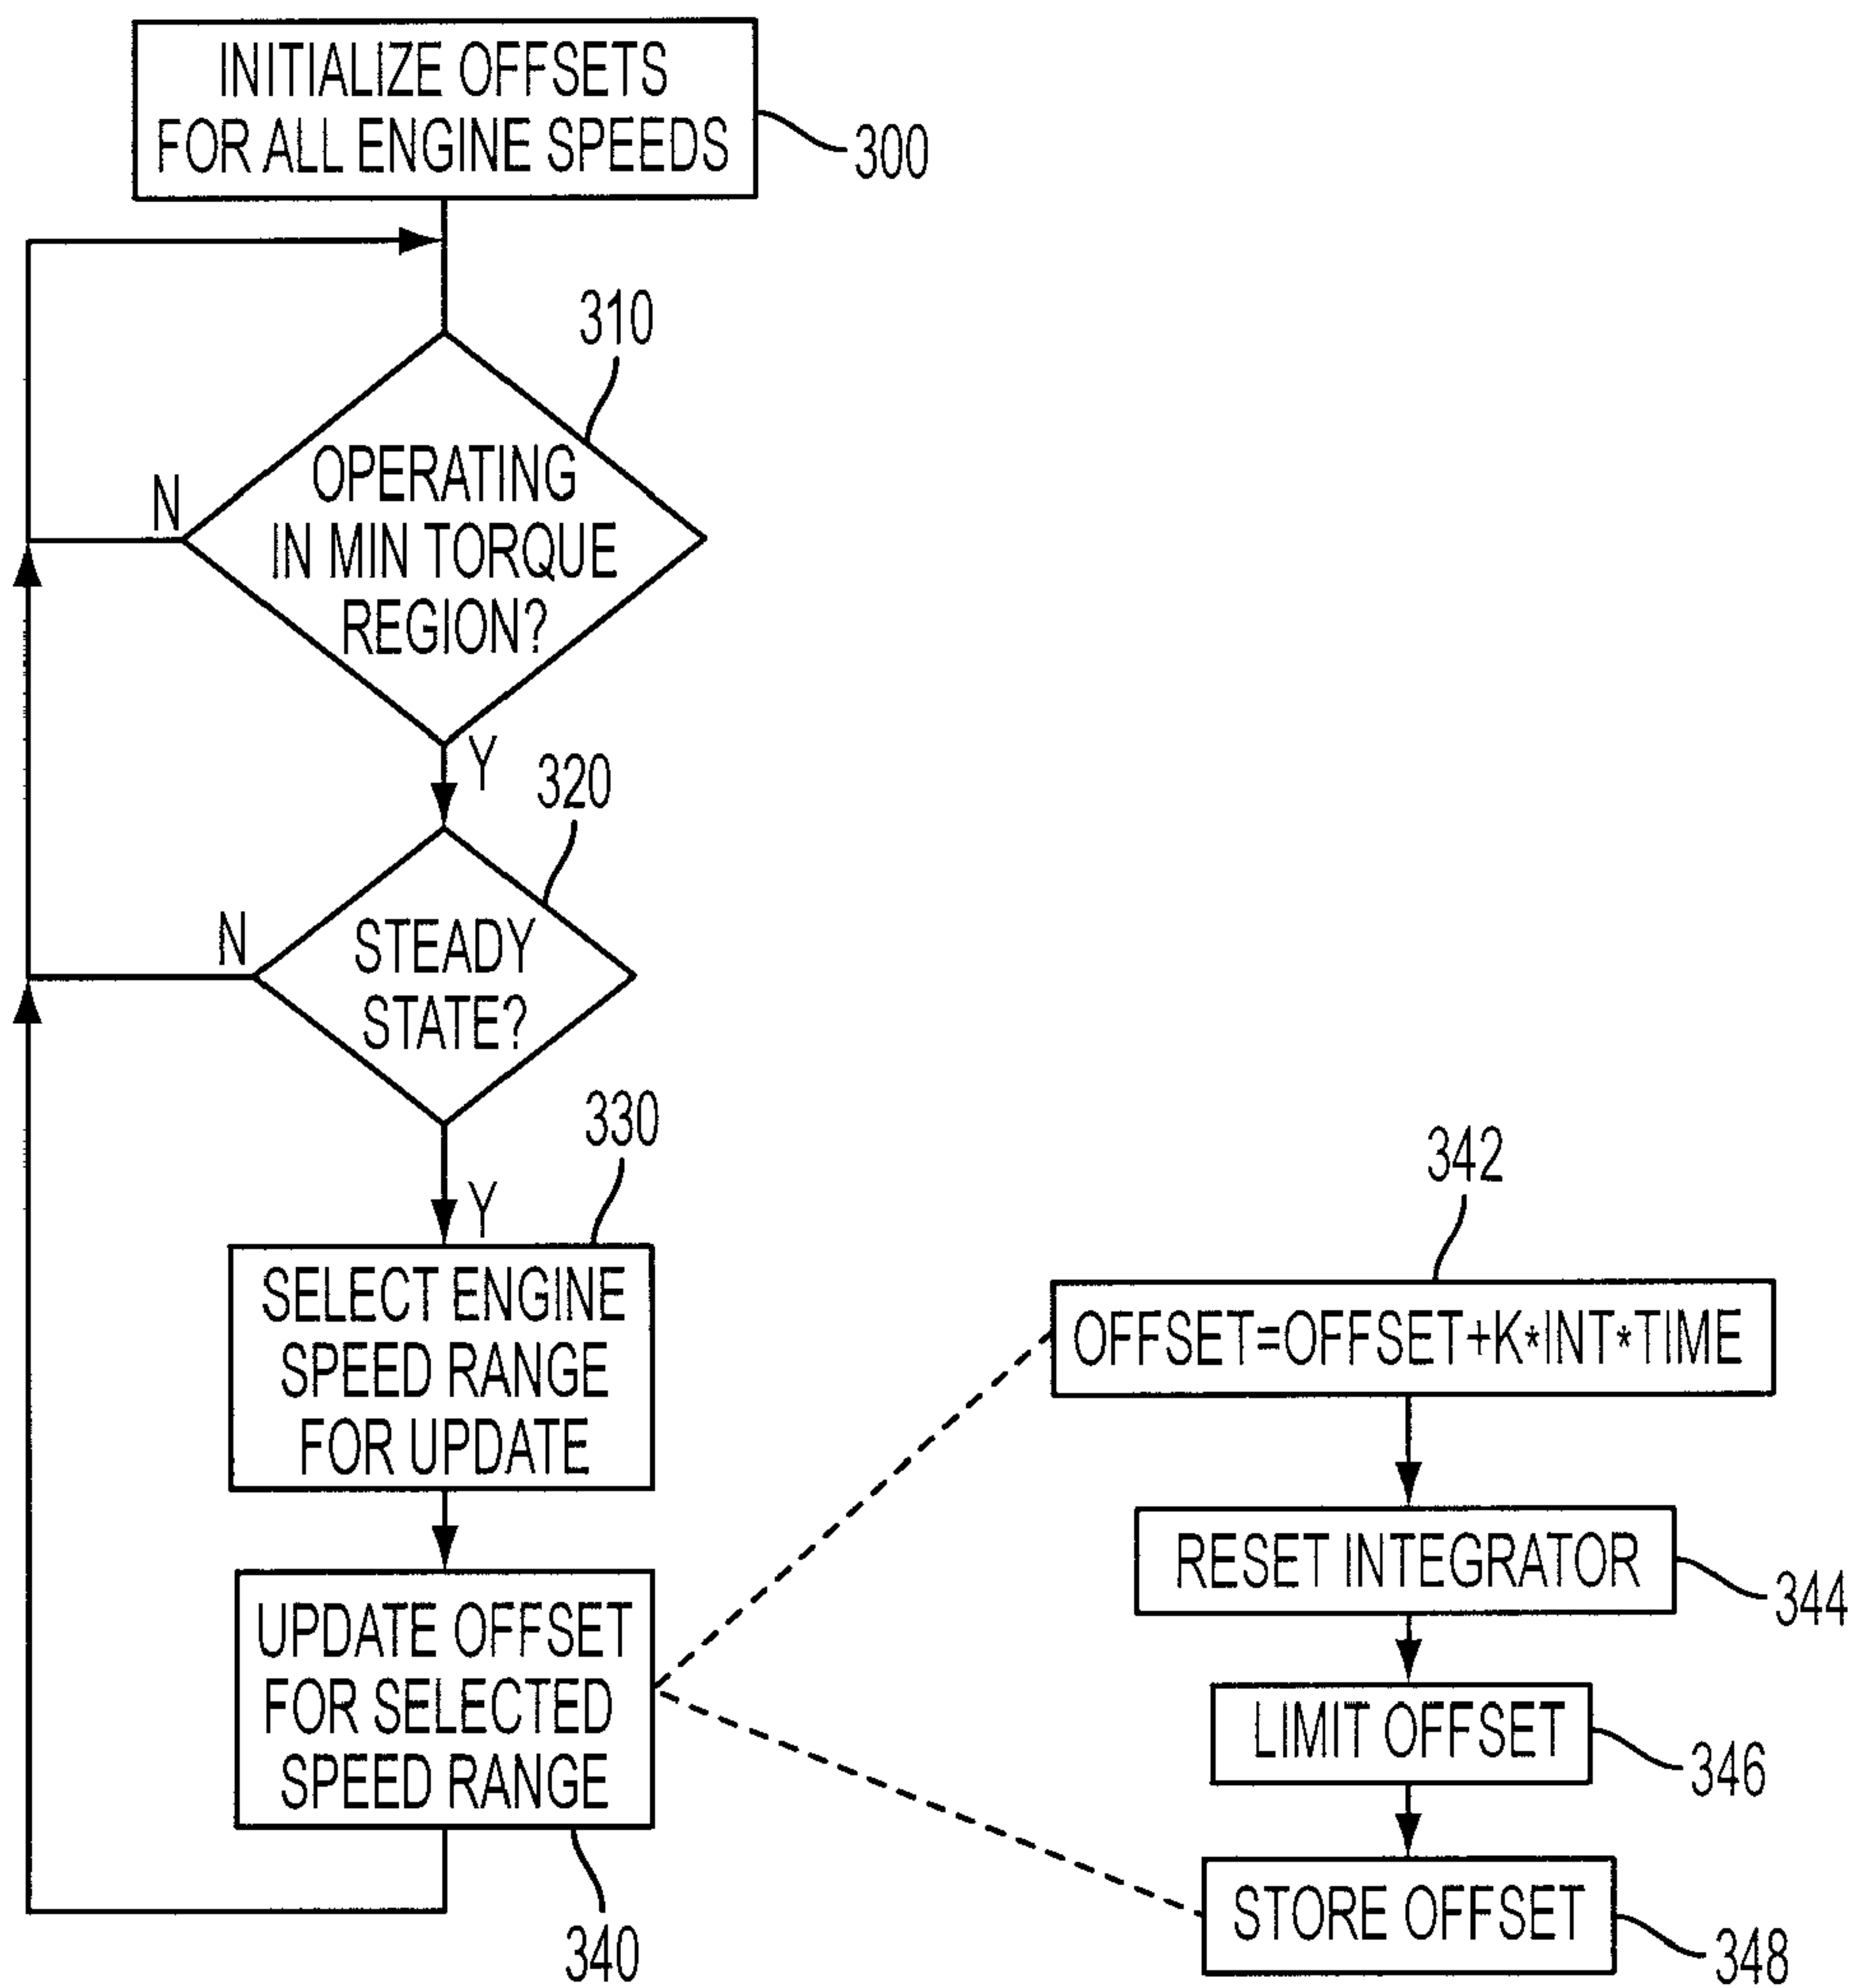 INITIALIZE OFFSETS
FOR ALL ENGINE SPEEDS
300
310
OPERATING
IN MIN TORQUE
REGION?
N
Y
320
STEADY
STATE?
N
Y
330
SELECT ENGINE
SPEED RANGE
FOR UPDATE
UPDATE OFFSET
FOR SELECTED
SPEED RANGE
340
342
OFFSET=OFFSET+K*INT*TIME
RESET INTEGRATOR
344
LIMIT OFFSET
346
STORE OFFSET
348